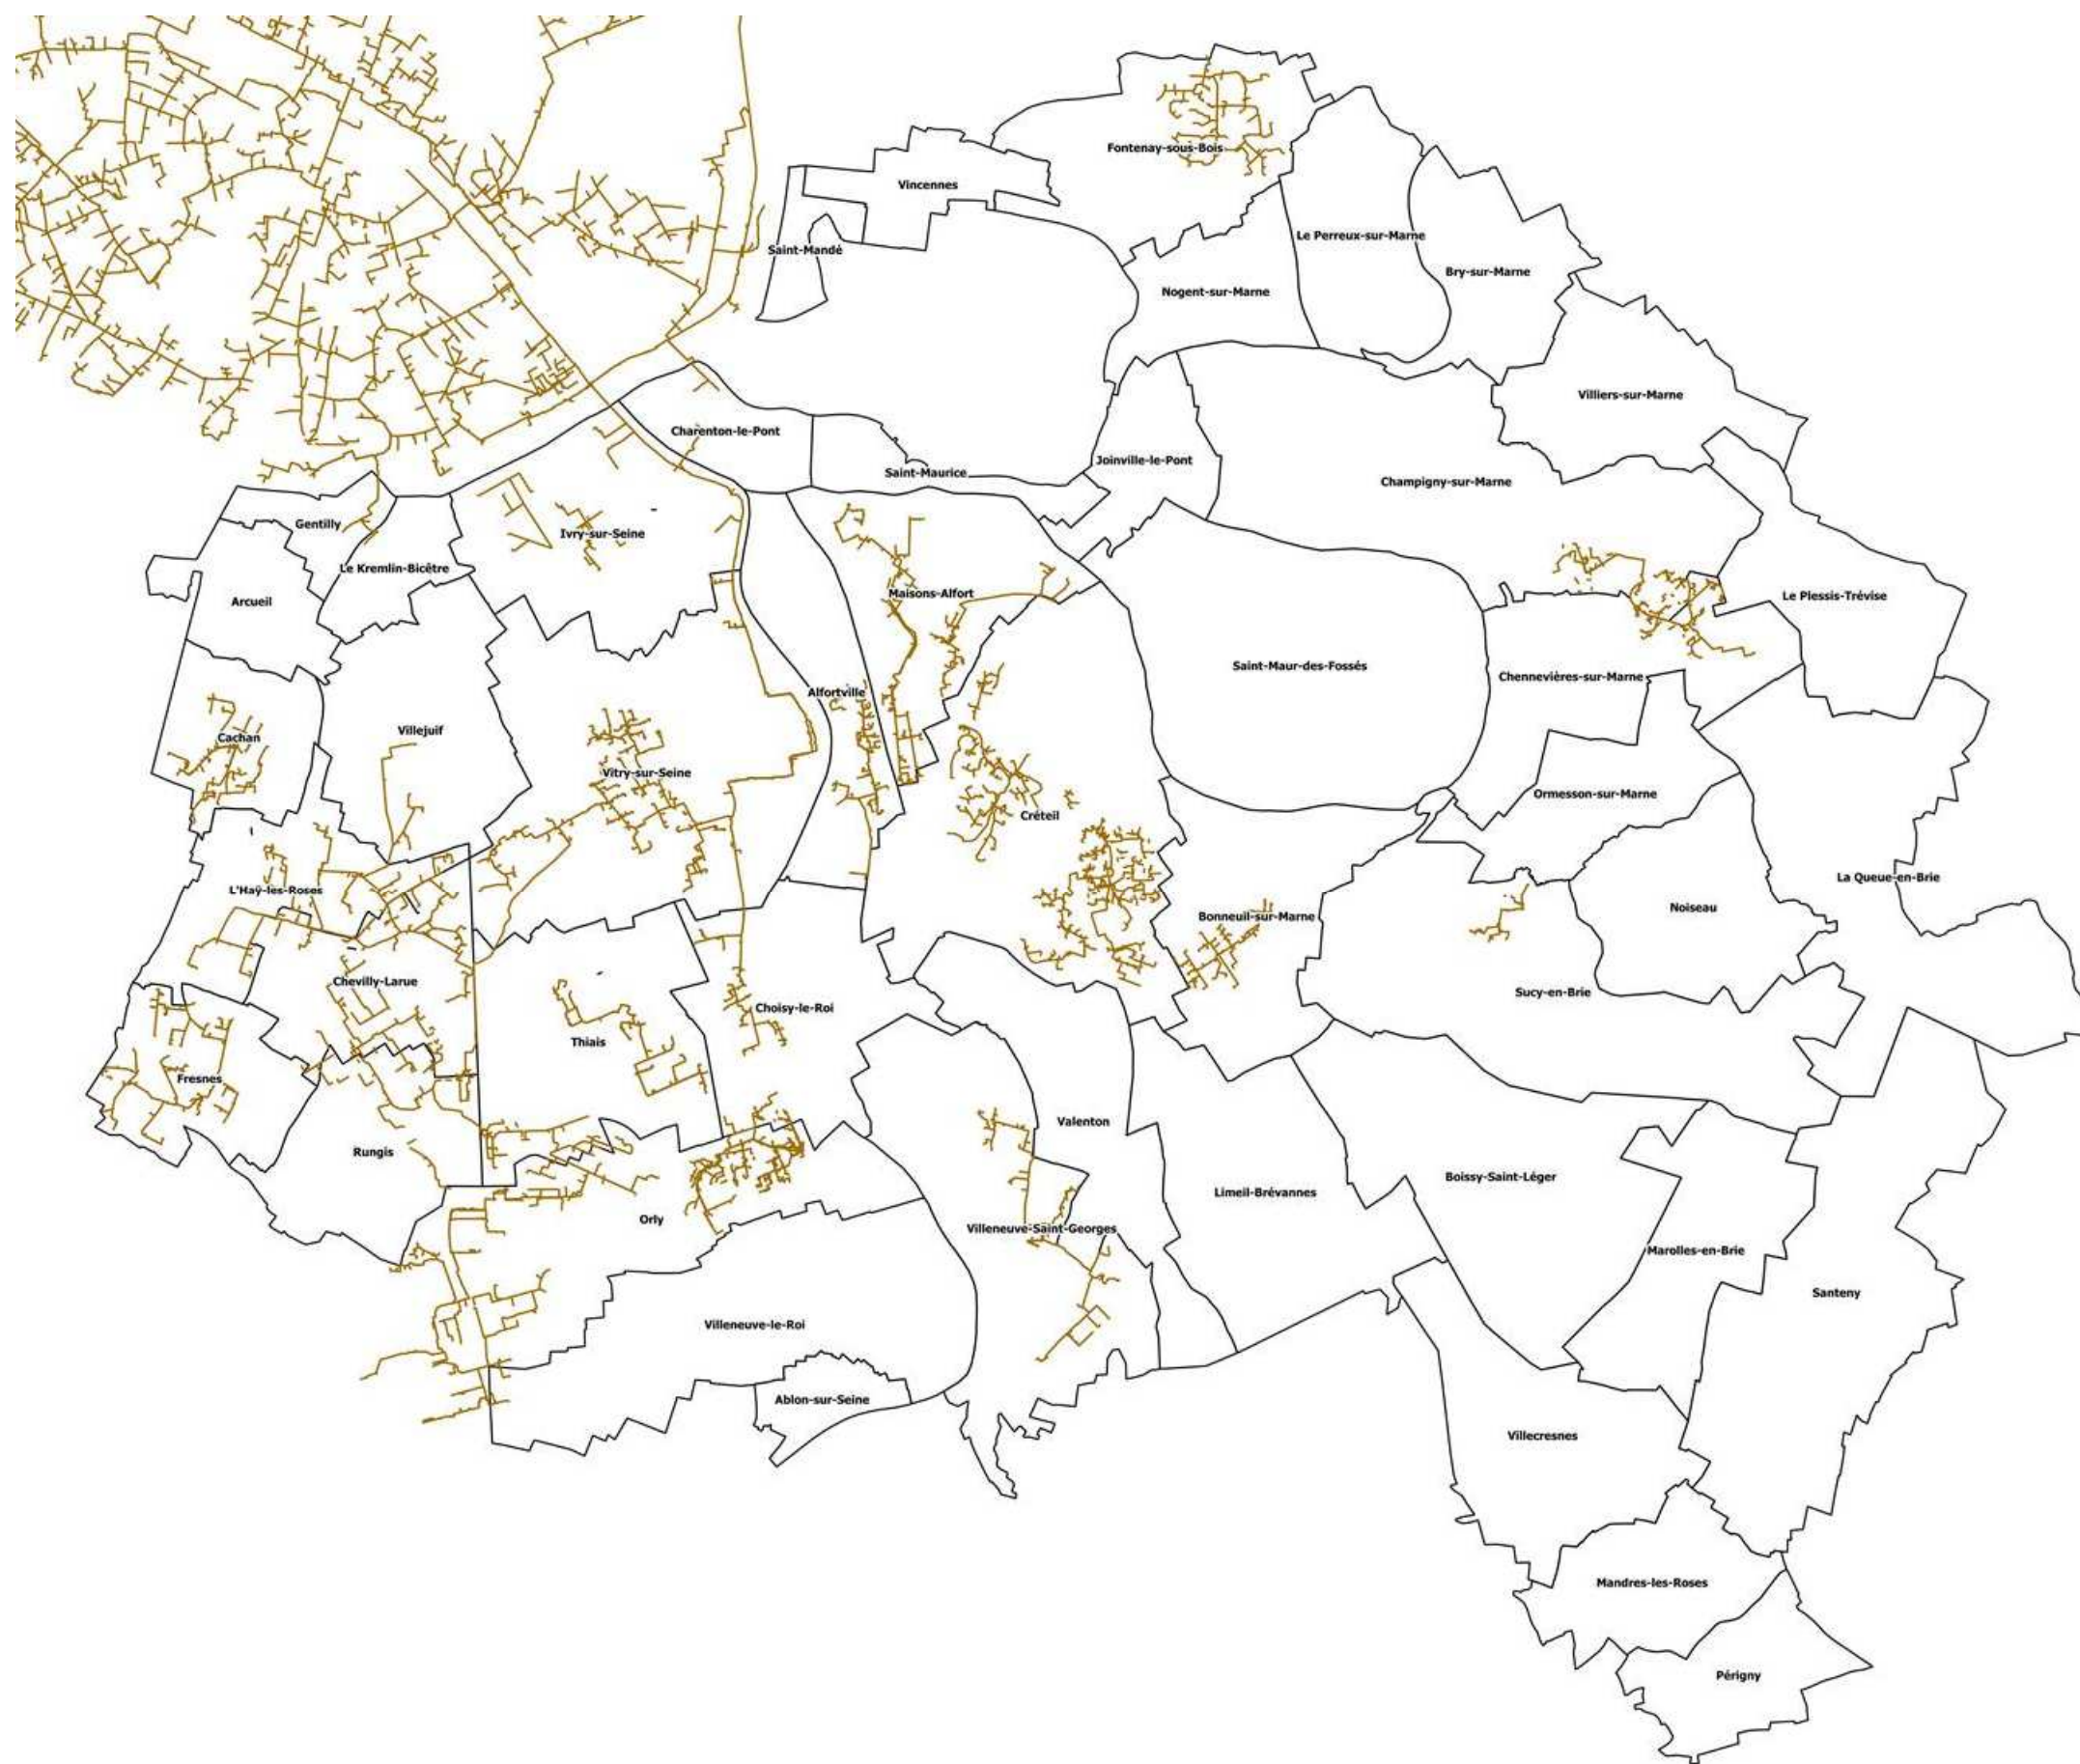 Fontenay-sous-Bois
Vincennes
Le Perreux-sur-Marne
Saint-Mandé
Bry-sur-Marne
Nogent-sur-Marne
Villiers-sur-Marne
Charenton-le-Pont
Joinville-le-Pont
Saint-Maurice
Champigny-sur-Marne
Gentilly
Ivry-sur-Seine
Le Kremlin-Bicêtre
Maisons-Alfort
Le Plessis-Trévise
Arcueil
Saint-Maur-des-Fossés
Chennevières-sur-Marne
Alfortville
Villejuif
Cachan
Vitry-sur-Seine
Ormesson-sur-Marne
Créteil
La Queue-en-Brie
L'Haÿ-les-Roses
Noiseau
Bonneuil-sur-Marne
Chevilly-Larue
Sucy-en-Brie
Choisy-le-Roi
Thiais
Fresnes
Valenton
Rungis
Boissy-Saint-Léger
Limeil-Brévannes
Orly
Villeneuve-Saint-Georges
Marolles-en-Brie
Santeny
Villeneuve-le-Roi
Ablon-sur-Seine
Villecresnes
Mandres-les-Roses
Périgny